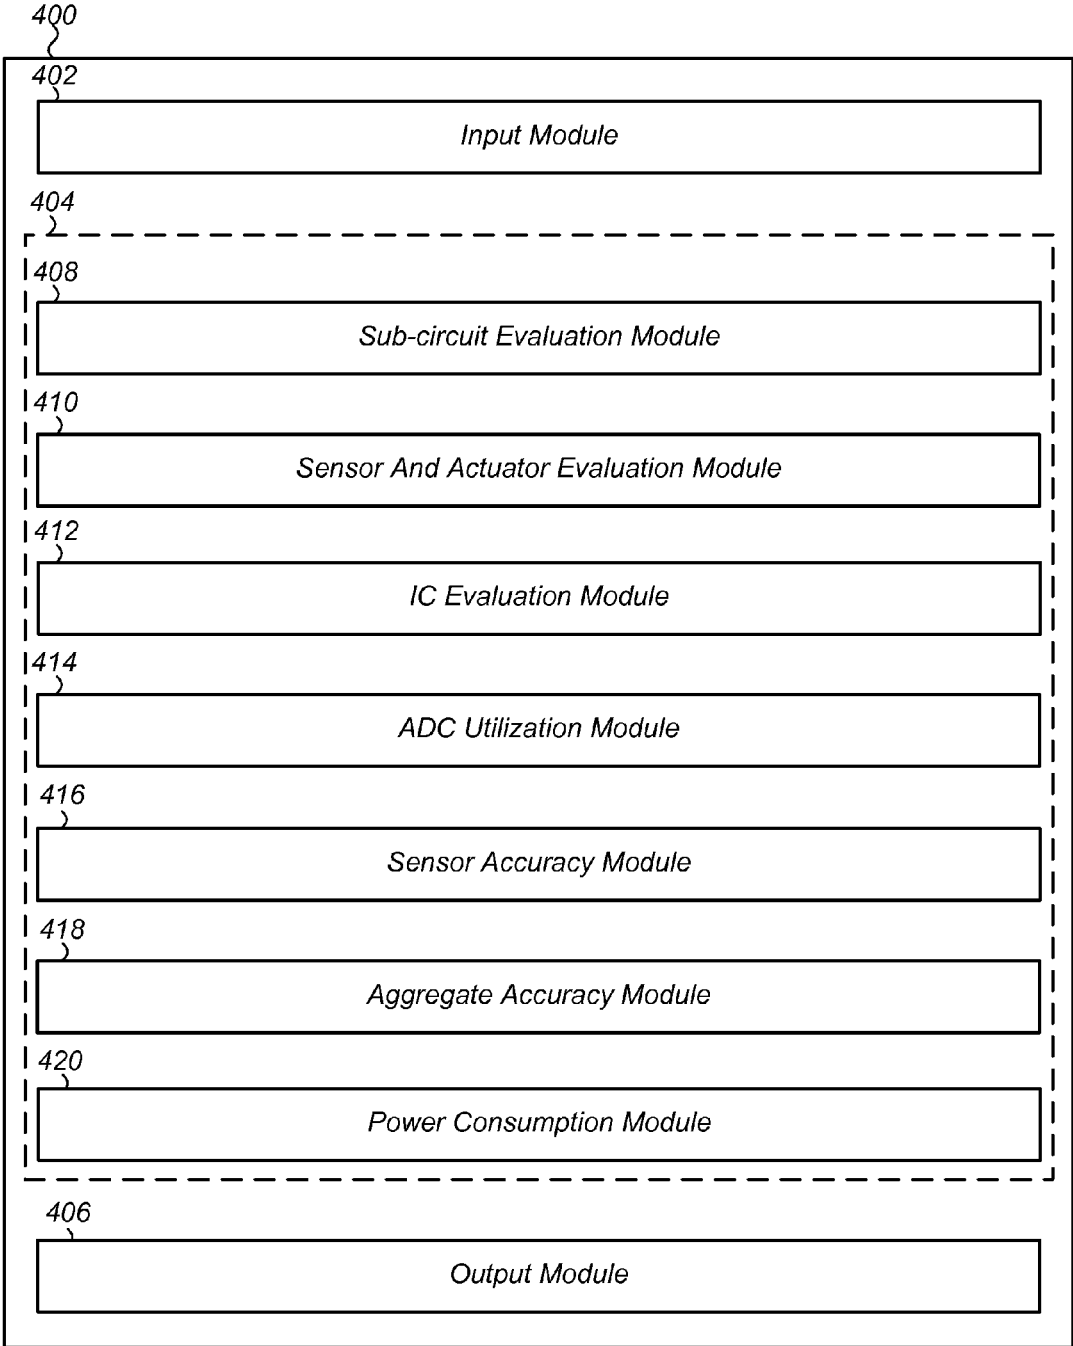 400
402
Input Module
404
408
Sub-circuit Evaluation Module
410
Sensor And Actuator Evaluation Module
412
IC Evaluation Module
414
ADC Utilization Module
416
Sensor Accuracy Module
418
Aggregate Accuracy Module
420
Power Consumption Module
406
Output Module